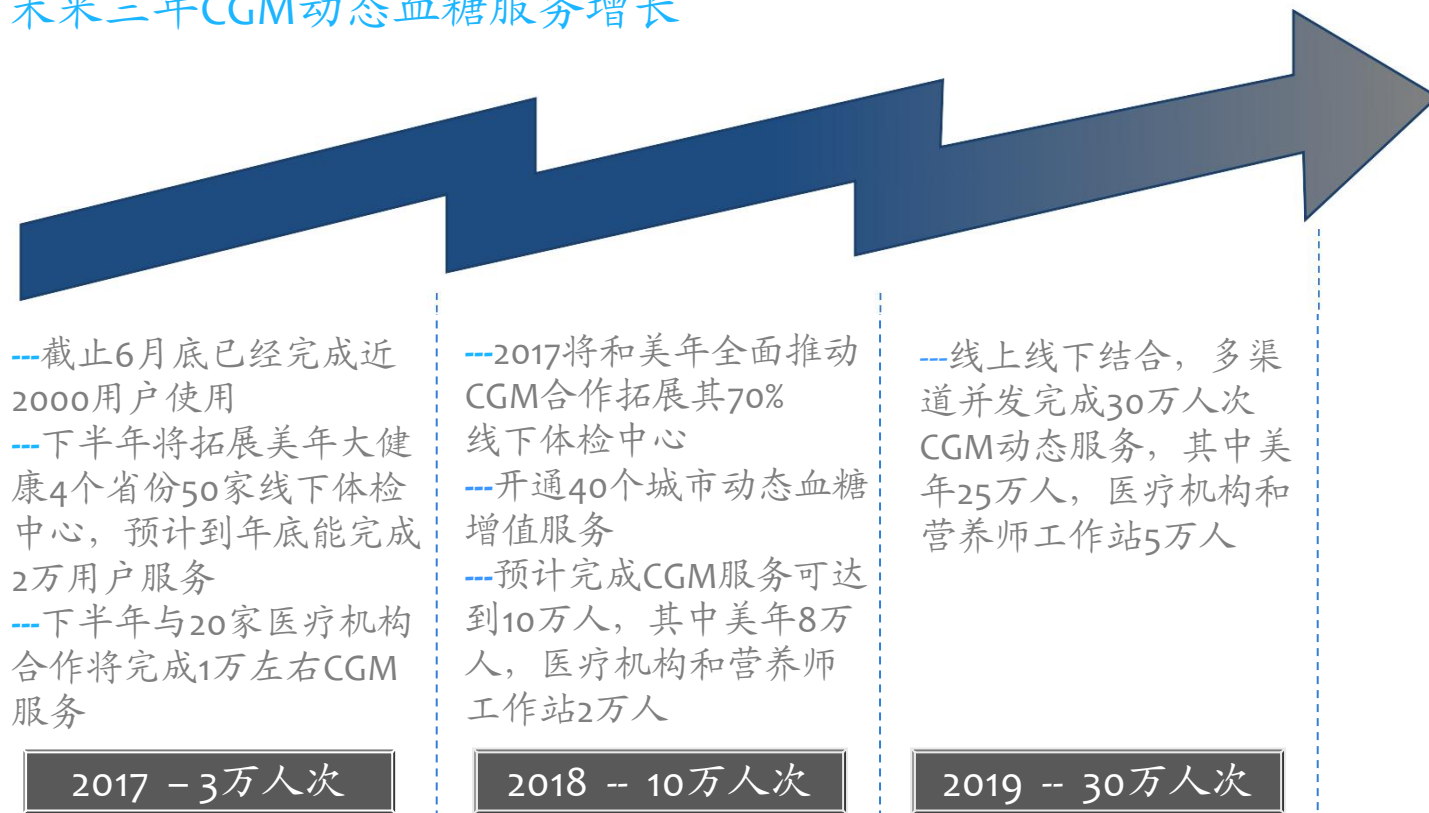 未来三年CGM动态血糖服务增长
---截止6月底已经完成近
2000用户使用
---下半年将拓展美年大健
康4个省份50家线下体检
中心，预计到年底能完成
2万用户服务
---下半年与20家医疗机构
合作将完成1万左右CGM
服务
2017 – 3万人次
---2017将和美年全面推动
CGM合作拓展其70%
线下体检中心
---开通40个城市动态血糖
增值服务
---预计完成CGM服务可达
到10万人，其中美年8万
人，医疗机构和营养师
工作站2万人
2018 -- 10万人次
---线上线下结合，多渠
道并发完成30万人次
CGM动态服务，其中美
年25万人，医疗机构和
营养师工作站5万人
2019 -- 30万人次